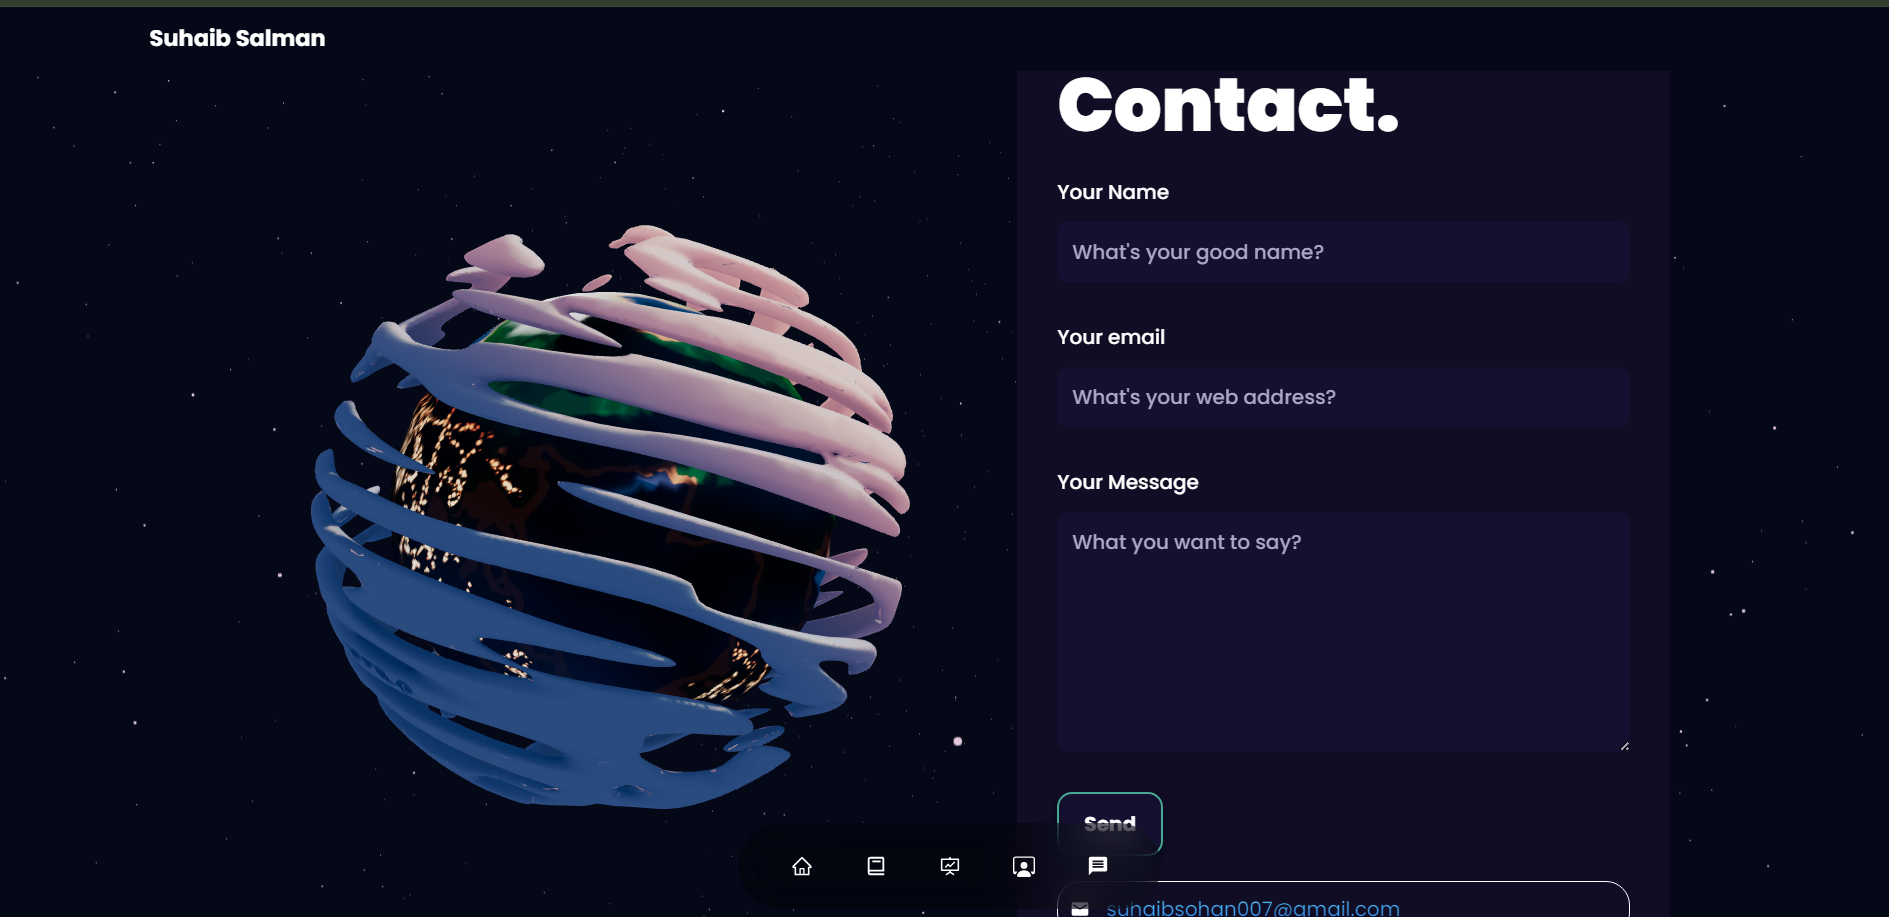 Suhaib Salman
Contact.
Your Name
What's your good name?
Your email
What's your web address?
Your Message
What you want to say?
Send
suhaibsohan007@gmail.com